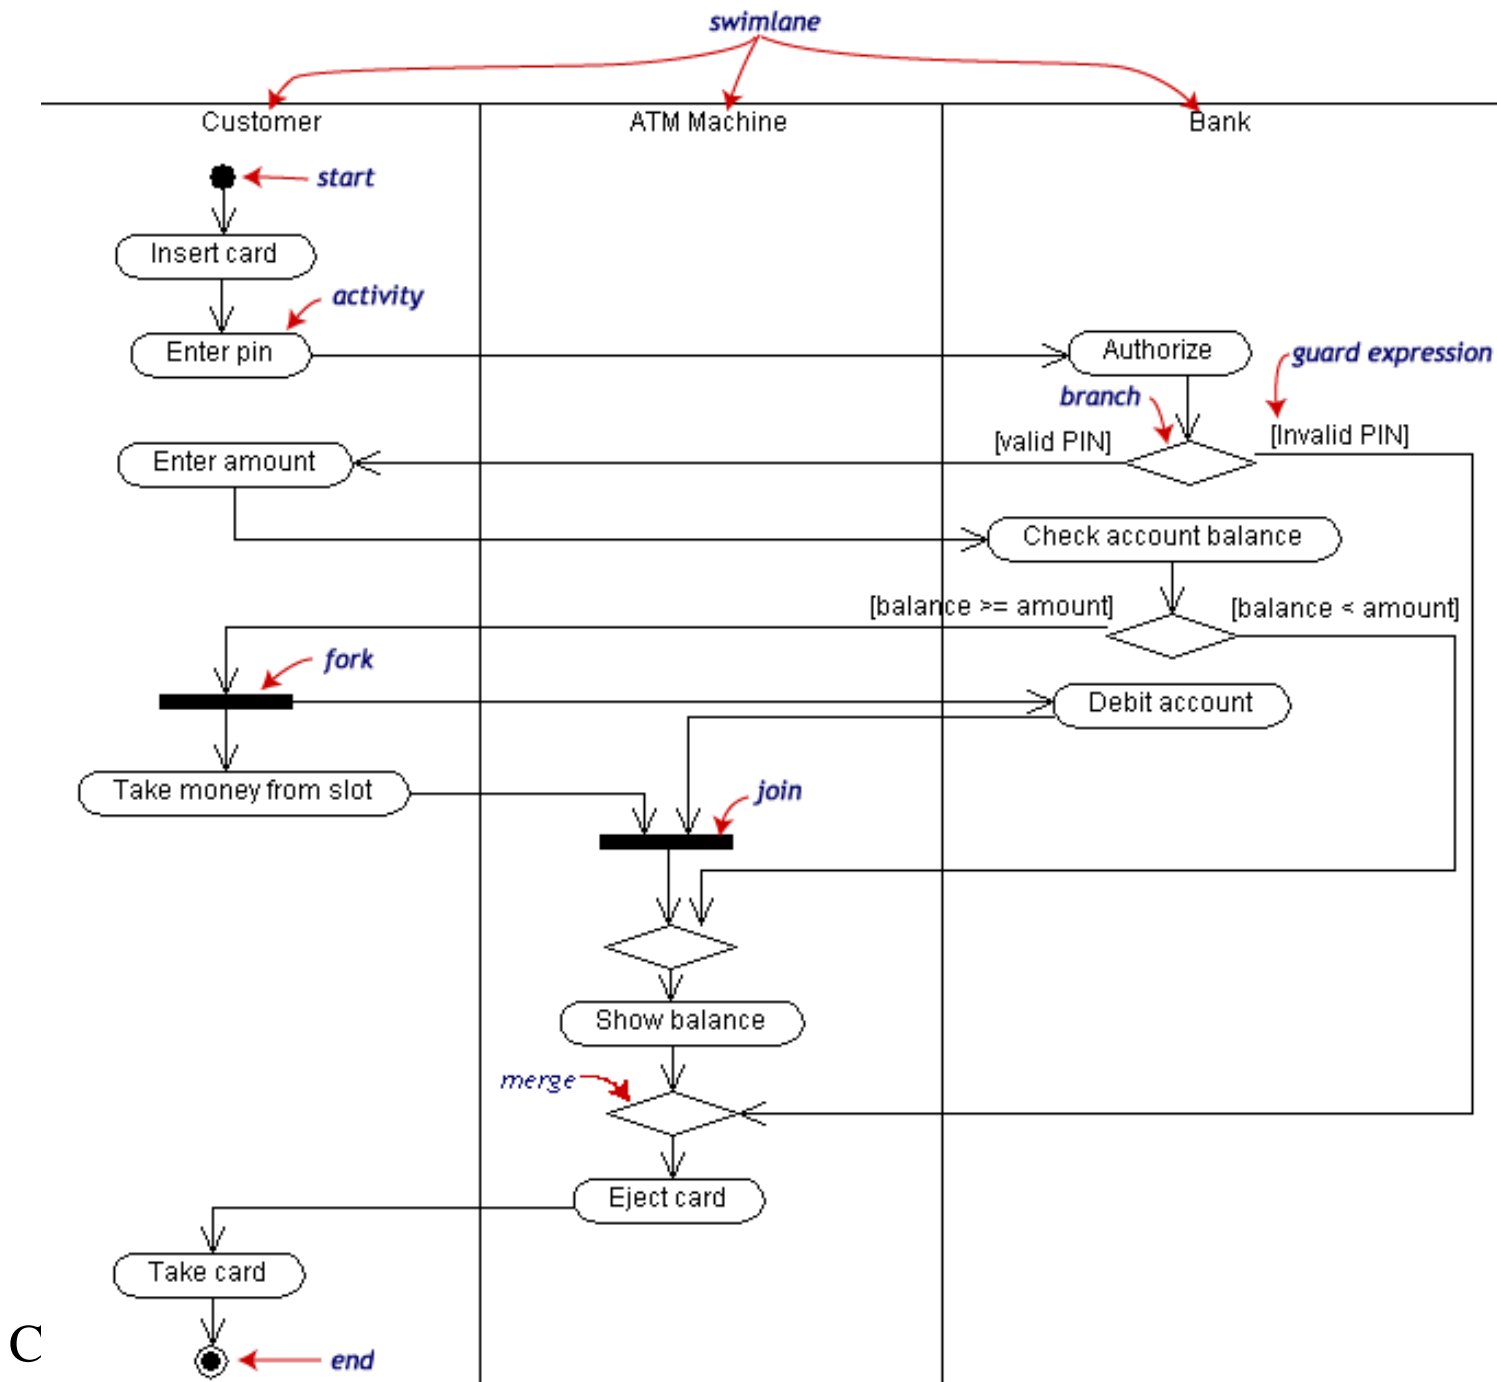 swimlane
Customer
ATM Machine
Bank
start
Insert card
activity
Enter pin
Authorize
guard expression
branch
[valid PIN]
[Invalid PIN]
Enter amount
Check account balance
[balance >= amount]
[balance < amount]
fork
Debit account
Take money from slot
join
Show balance
merge
Eject card
Take card
C
end